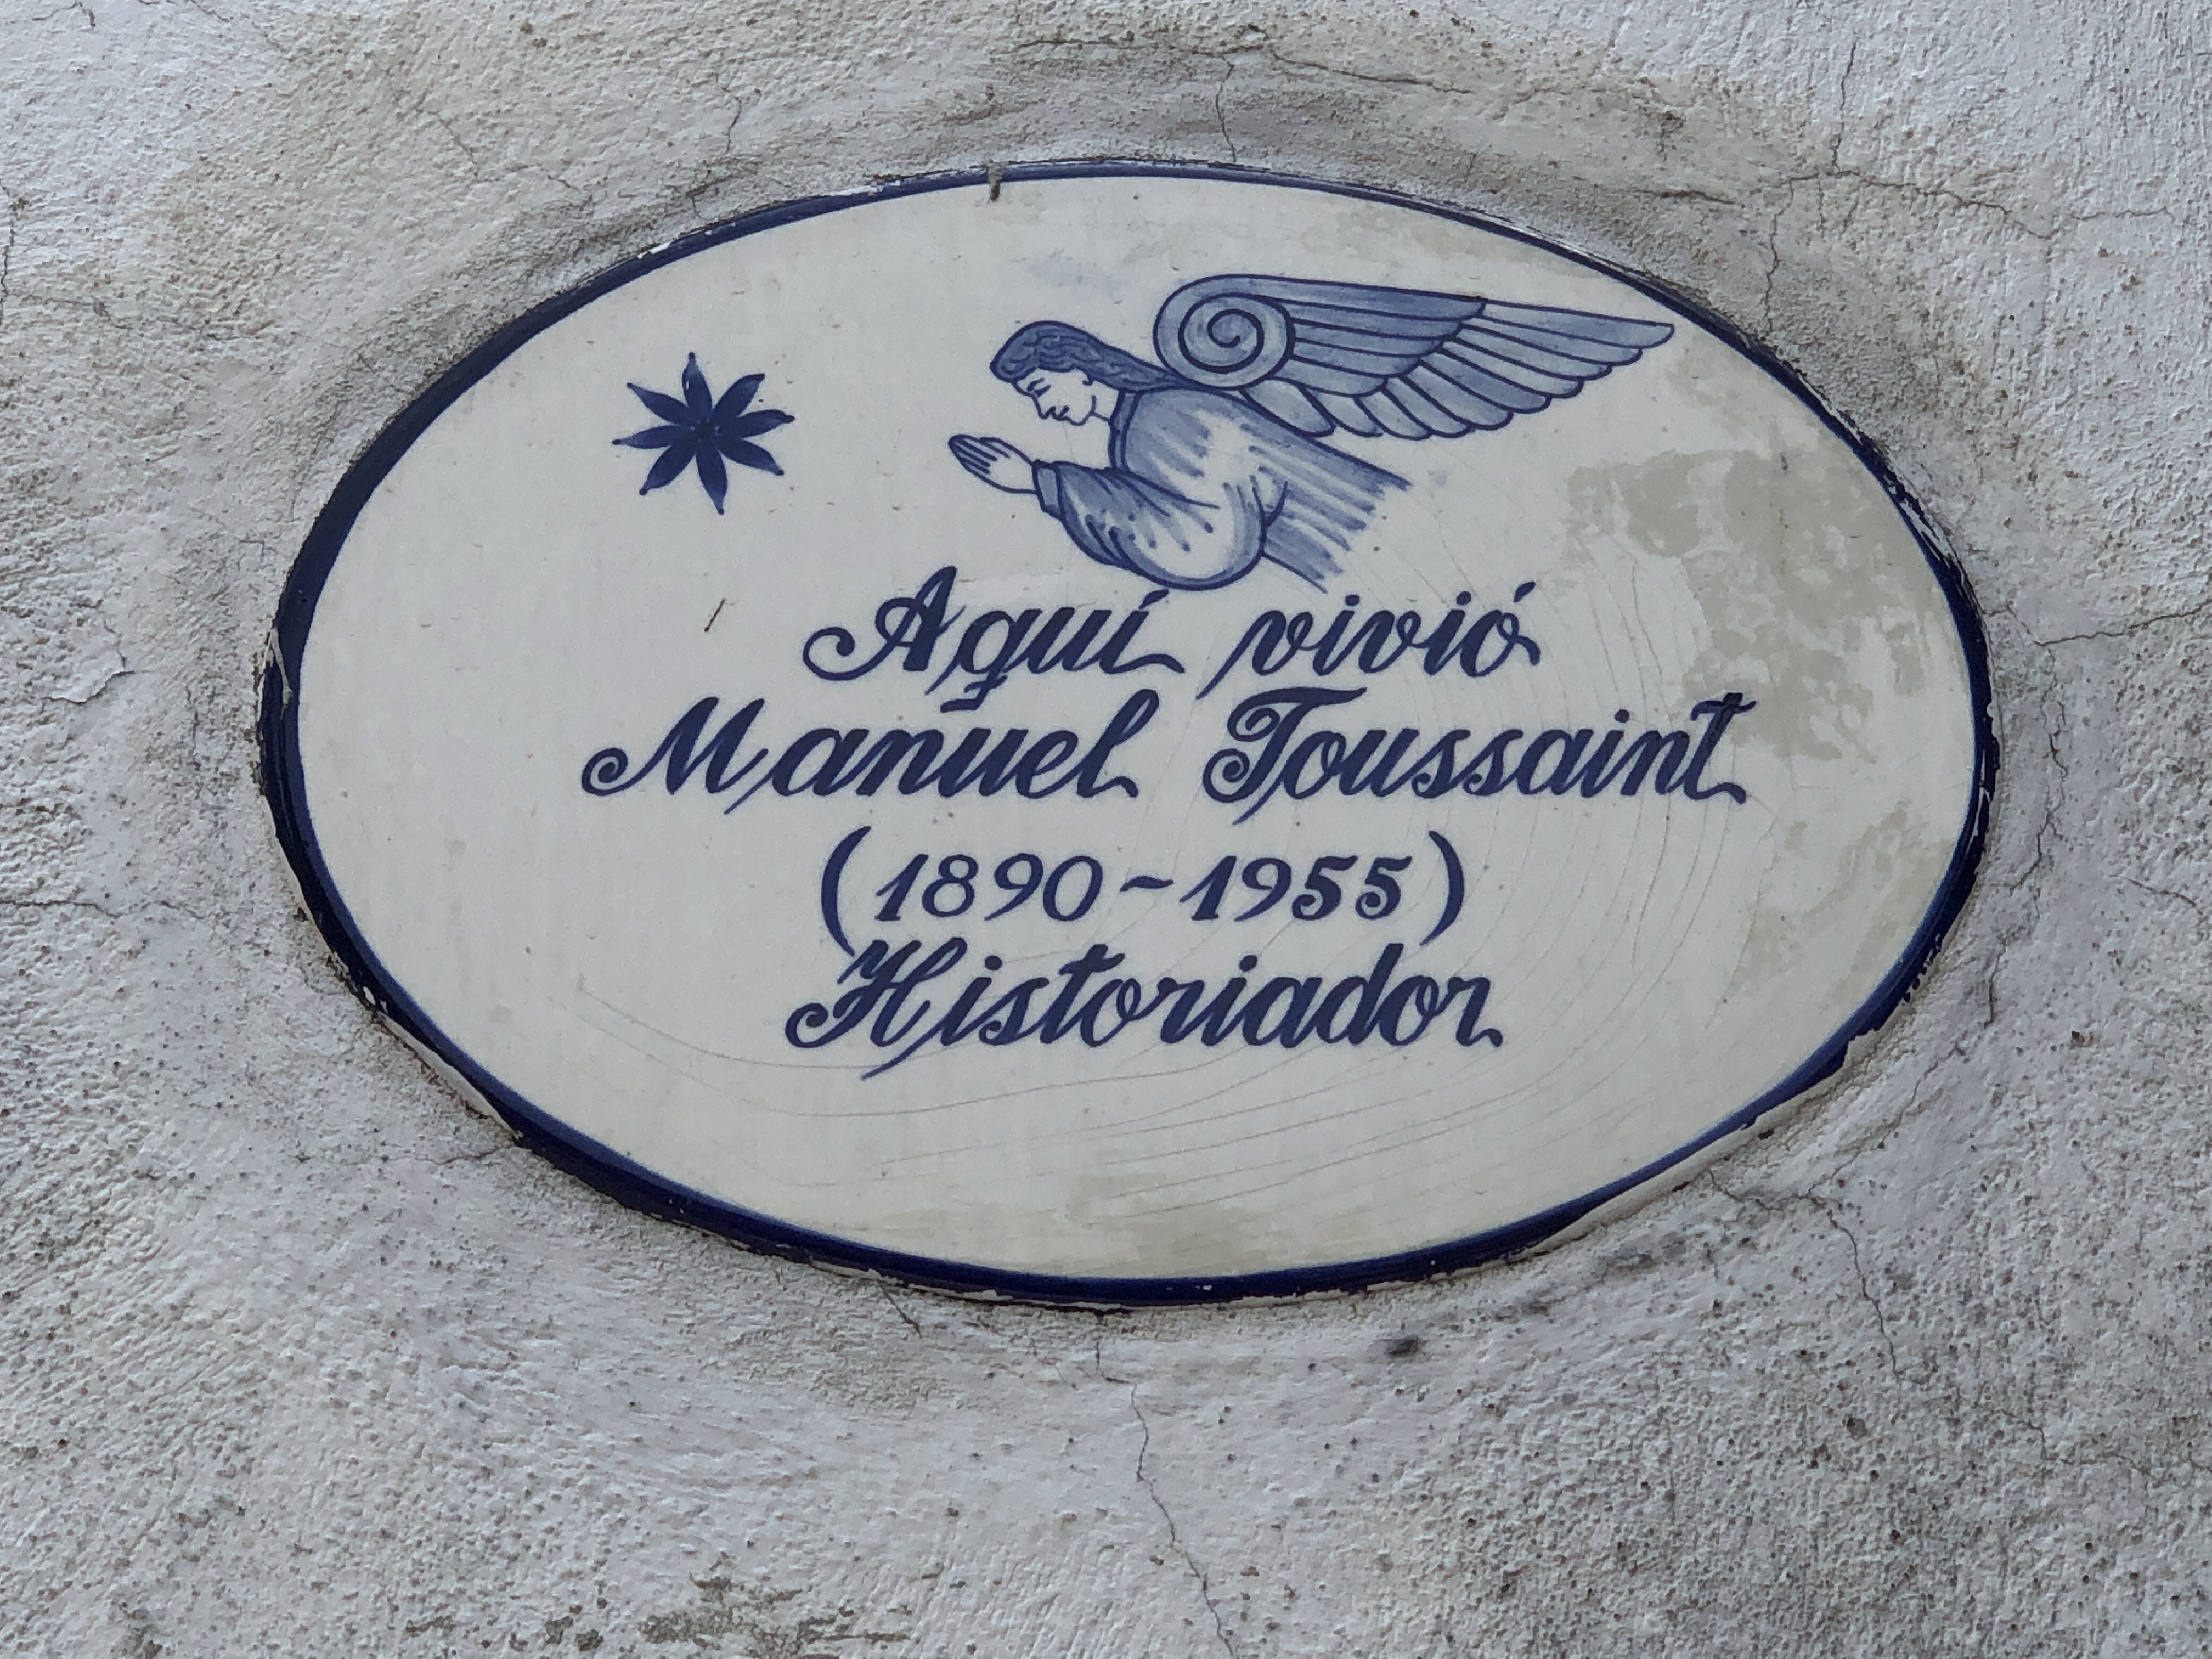 Aquí vivió
Manuel Toussaint
(1890-1955)
Historiador